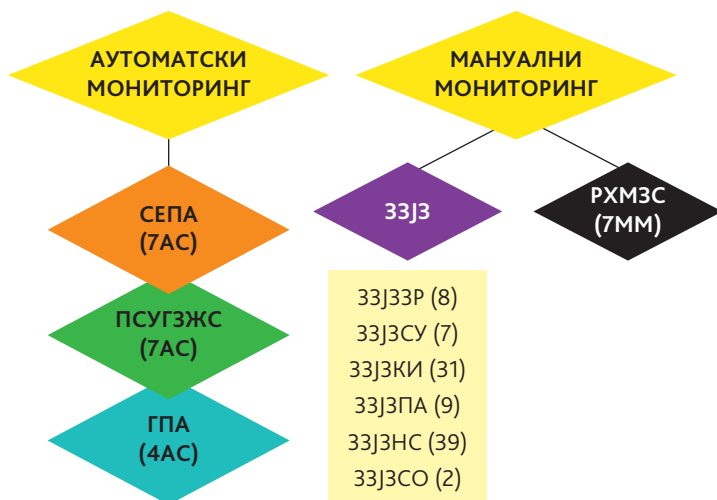 АУТОМАТСКИ
МОНИТОРИНГ
МАНУАЛНИ
МОНИТОРИНГ
СЕПА
(7АС)
ЗЗЈЗ
РХМЗС
(7ММ)
ПСУГЗЖС
(7АС)
ГПА
(4АС)
ЗЗЈЗЗР (8)
ЗЗЈЗСУ (7)
ЗЗЈЗКИ (31)
ЗЗЈЗПА (9)
ЗЗЈЗНС (39)
ЗЗЈЗСО (2)